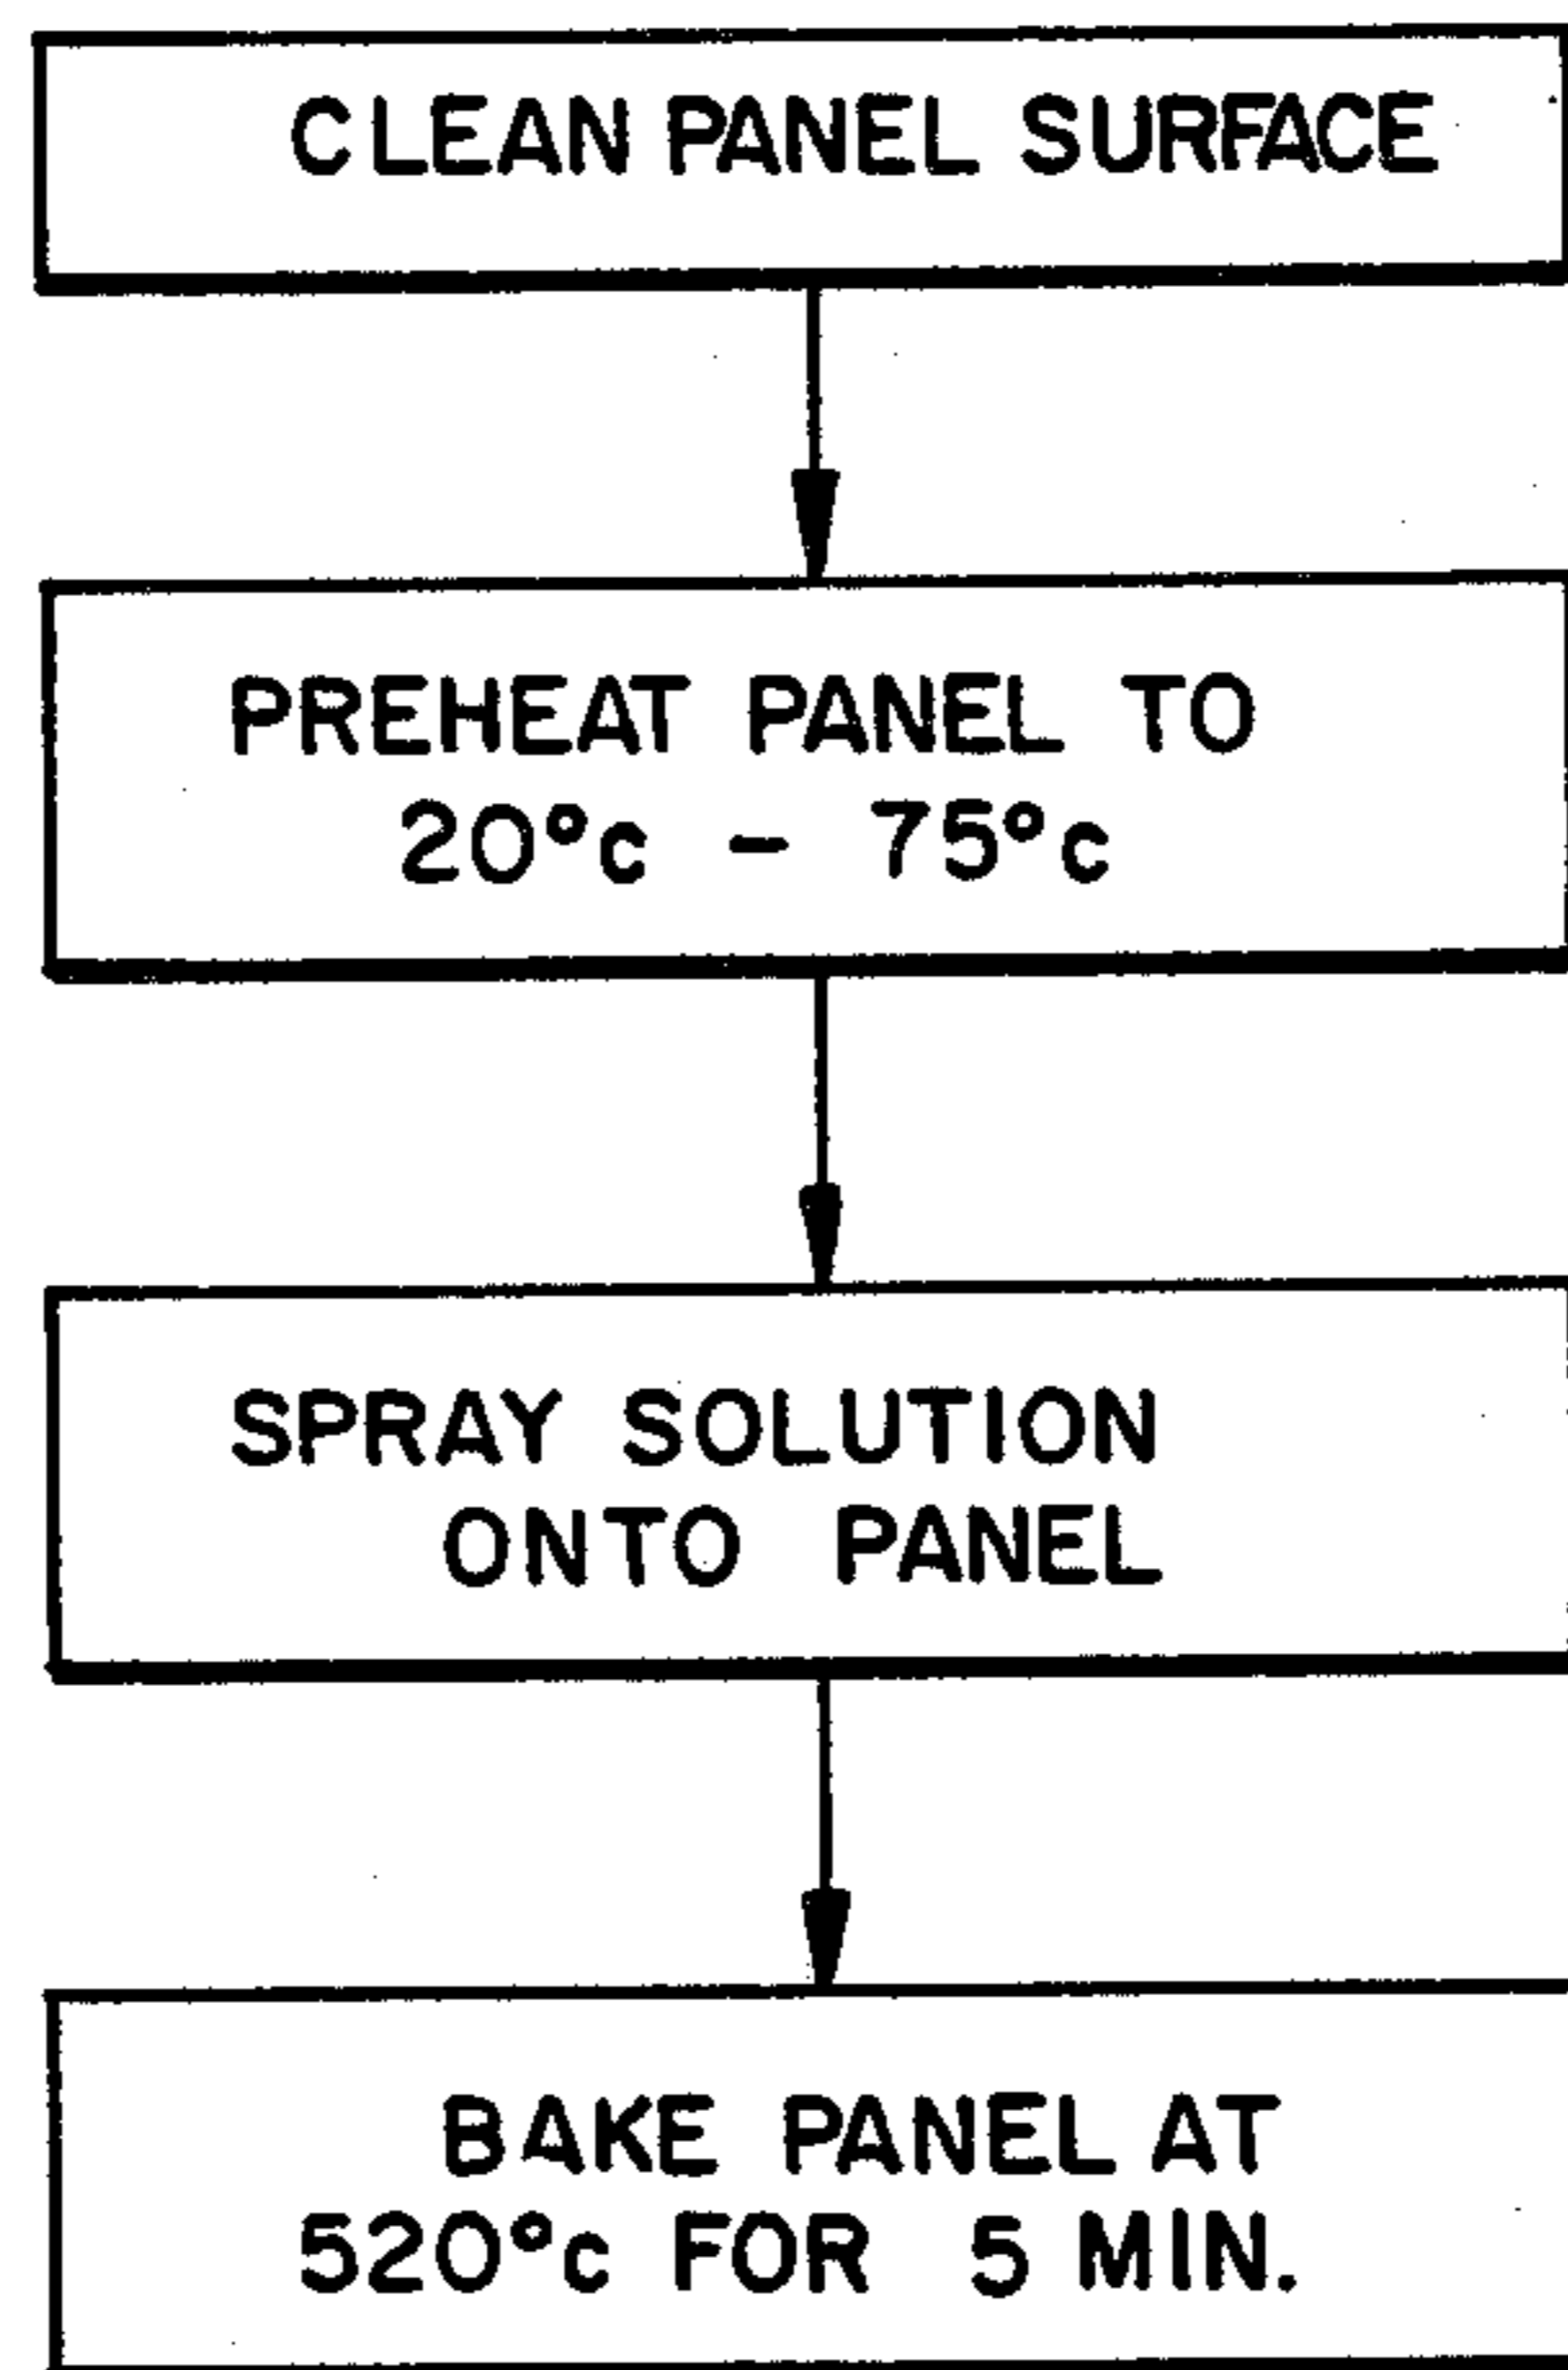 CLEAN PANEL SURFACE
PREHEAT PANEL TO
20°c - 75°c
SPRAY SOLUTION
ONTO PANEL
BAKE PANEL AT
520°c FOR 5 MIN.